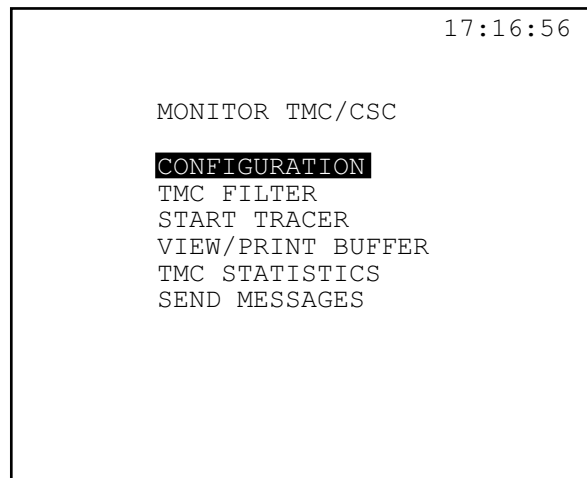 17:16:56
MONITOR TMC/CSC
CONFIGURATION
TMC FILTER
START TRACER
VIEW/PRINT BUFFER
TMC STATISTICS
SEND MESSAGES